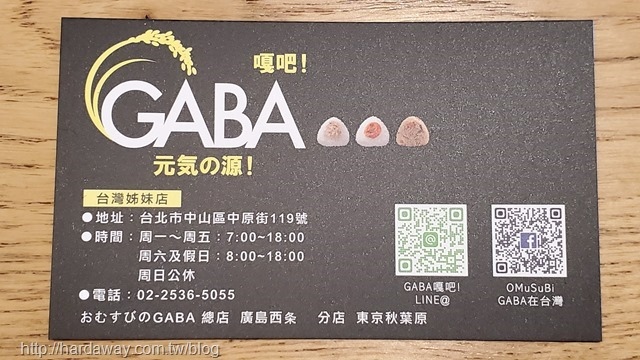 嘎吧!
GABA
元気の源!
台灣姊妹店
●地址：台北市中山區中原街119號
●時間：周一～周五：7:00~18:00
周六及假日：8:00~18:00
周日公休
●電話：02-2536-5055
おむすびのGABA 總店 廣島西条 分店 東京秋葉原
GABA嘎吧!
LINE@
OMuSuBi
GABA在台灣
http://hardaway.com.tw/blog